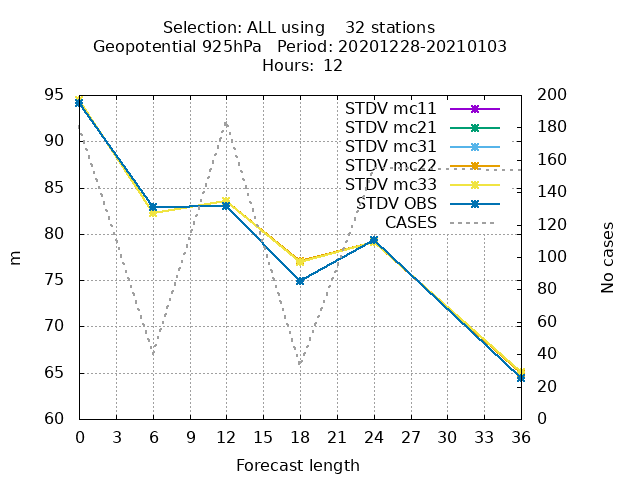 Selection: ALL using    32 stations
Geopotential 925hPa   Period: 20201228-20210103
Hours:  12
95
90
85
80
75
70
65
60
m
STDV mc11
STDV mc21
STDV mc31
STDV mc22
STDV mc33
STDV OBS
CASES
200
180
160
140
120
100
80
60
40
20
0
No cases
0 3 6 9 12 15 18 21 24 27 30 33 36
Forecast length